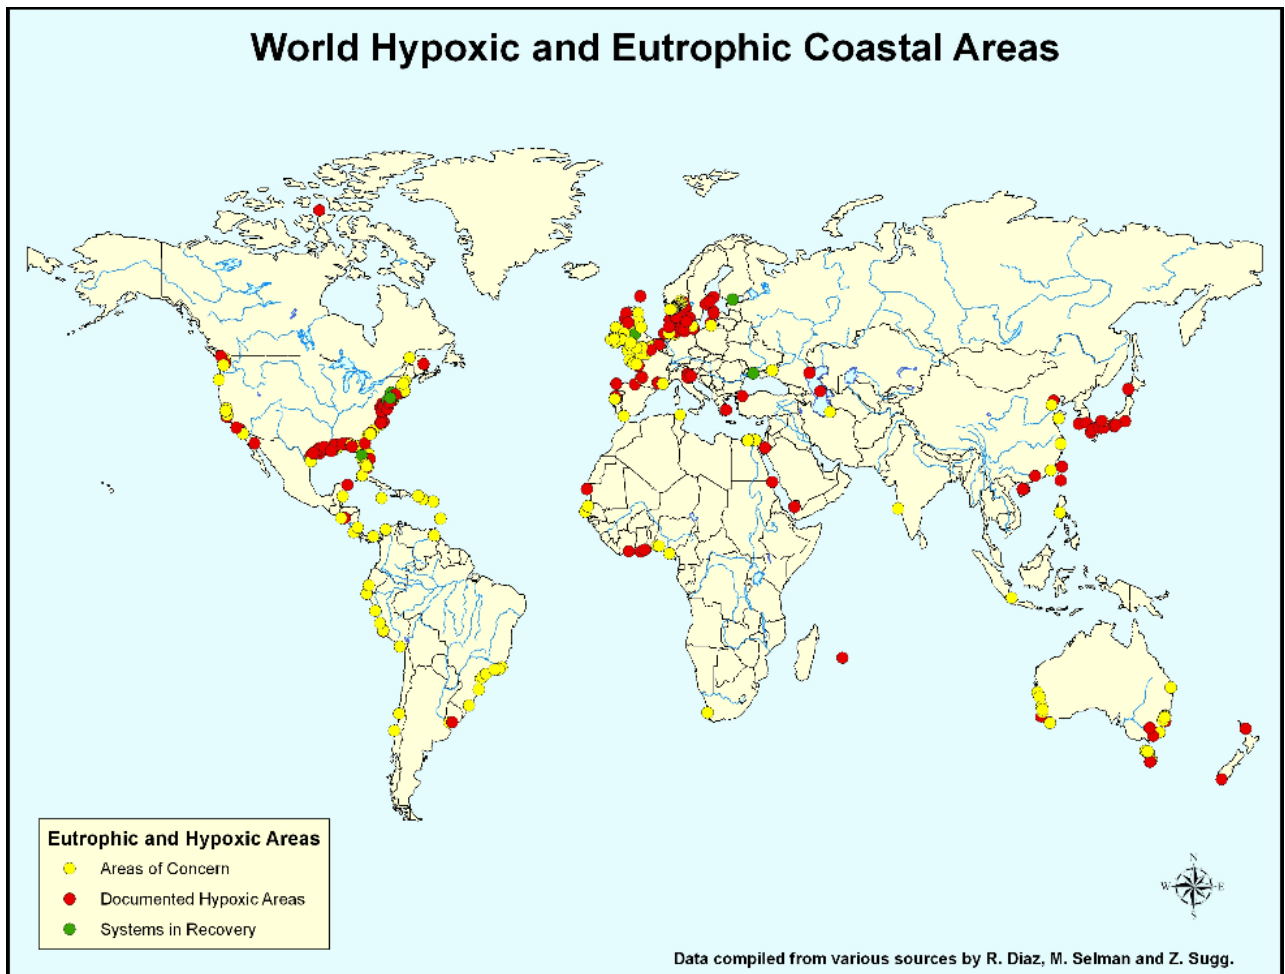 World Hypoxic and Eutrophic Coastal Areas
Eutrophic and Hypoxic Areas
Areas of Concern
Documented Hypoxic Areas
Systems in Recovery
N
W E
S
Data compiled from various sources by R. Diaz, M. Selman and Z. Sugg.